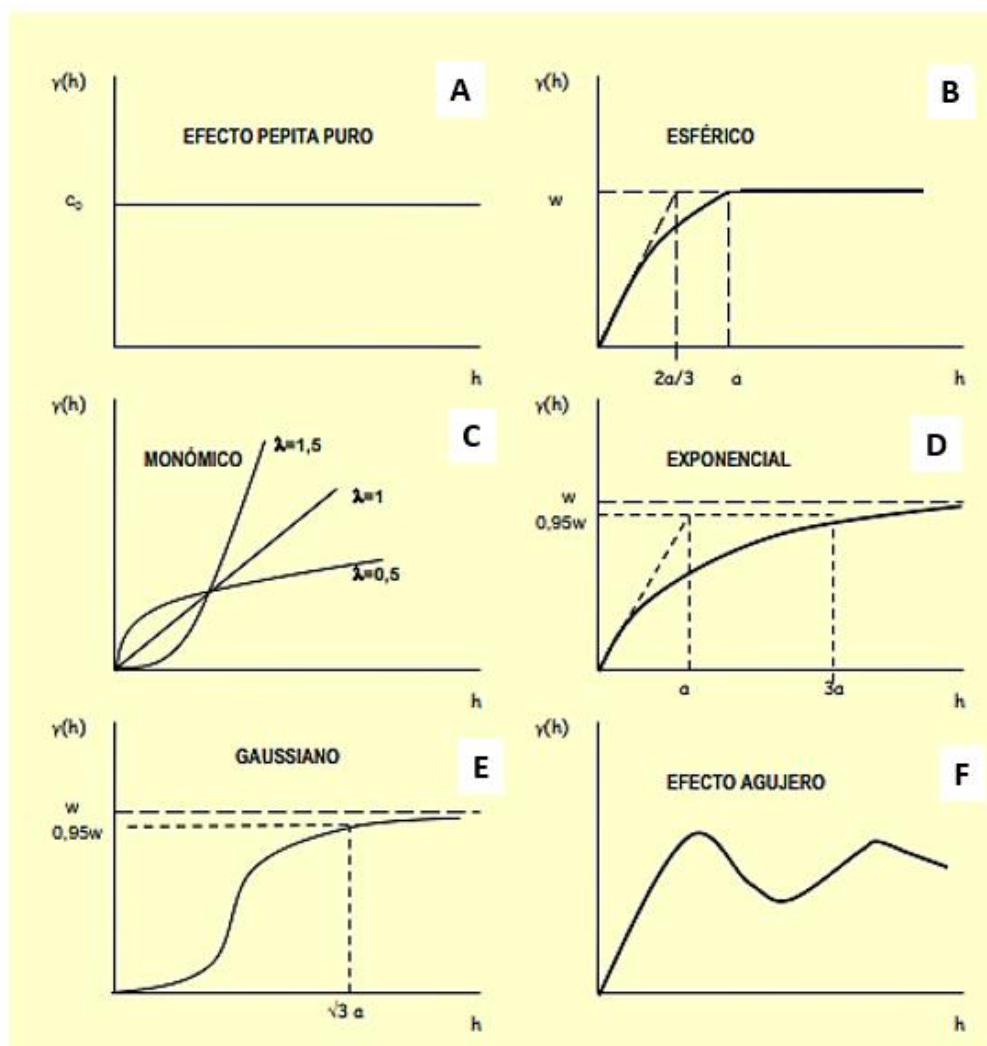 γ(h)
A
EFECTO PEPITA PURO
c₀
h
γ(h)
B
ESFÉRICO
w
2a/3
a
h
γ(h)
C
MONÓMICO
λ=1,5
λ=1
λ=0,5
h
γ(h)
D
EXPONENCIAL
w
0,95w
a
3a
h
γ(h)
E
GAUSSIANO
w
0,95w
√3 a
h
γ(h)
F
EFECTO AGUJERO
h